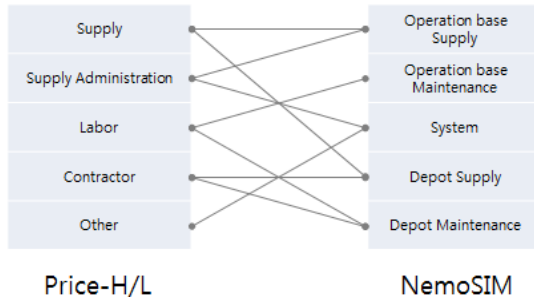 Supply
Supply Administration
Labor
Contractor
Other
Price-H/L
Operation base
Supply
Operation base
Maintenance
System
Depot Supply
Depot Maintenance
NemoSIM